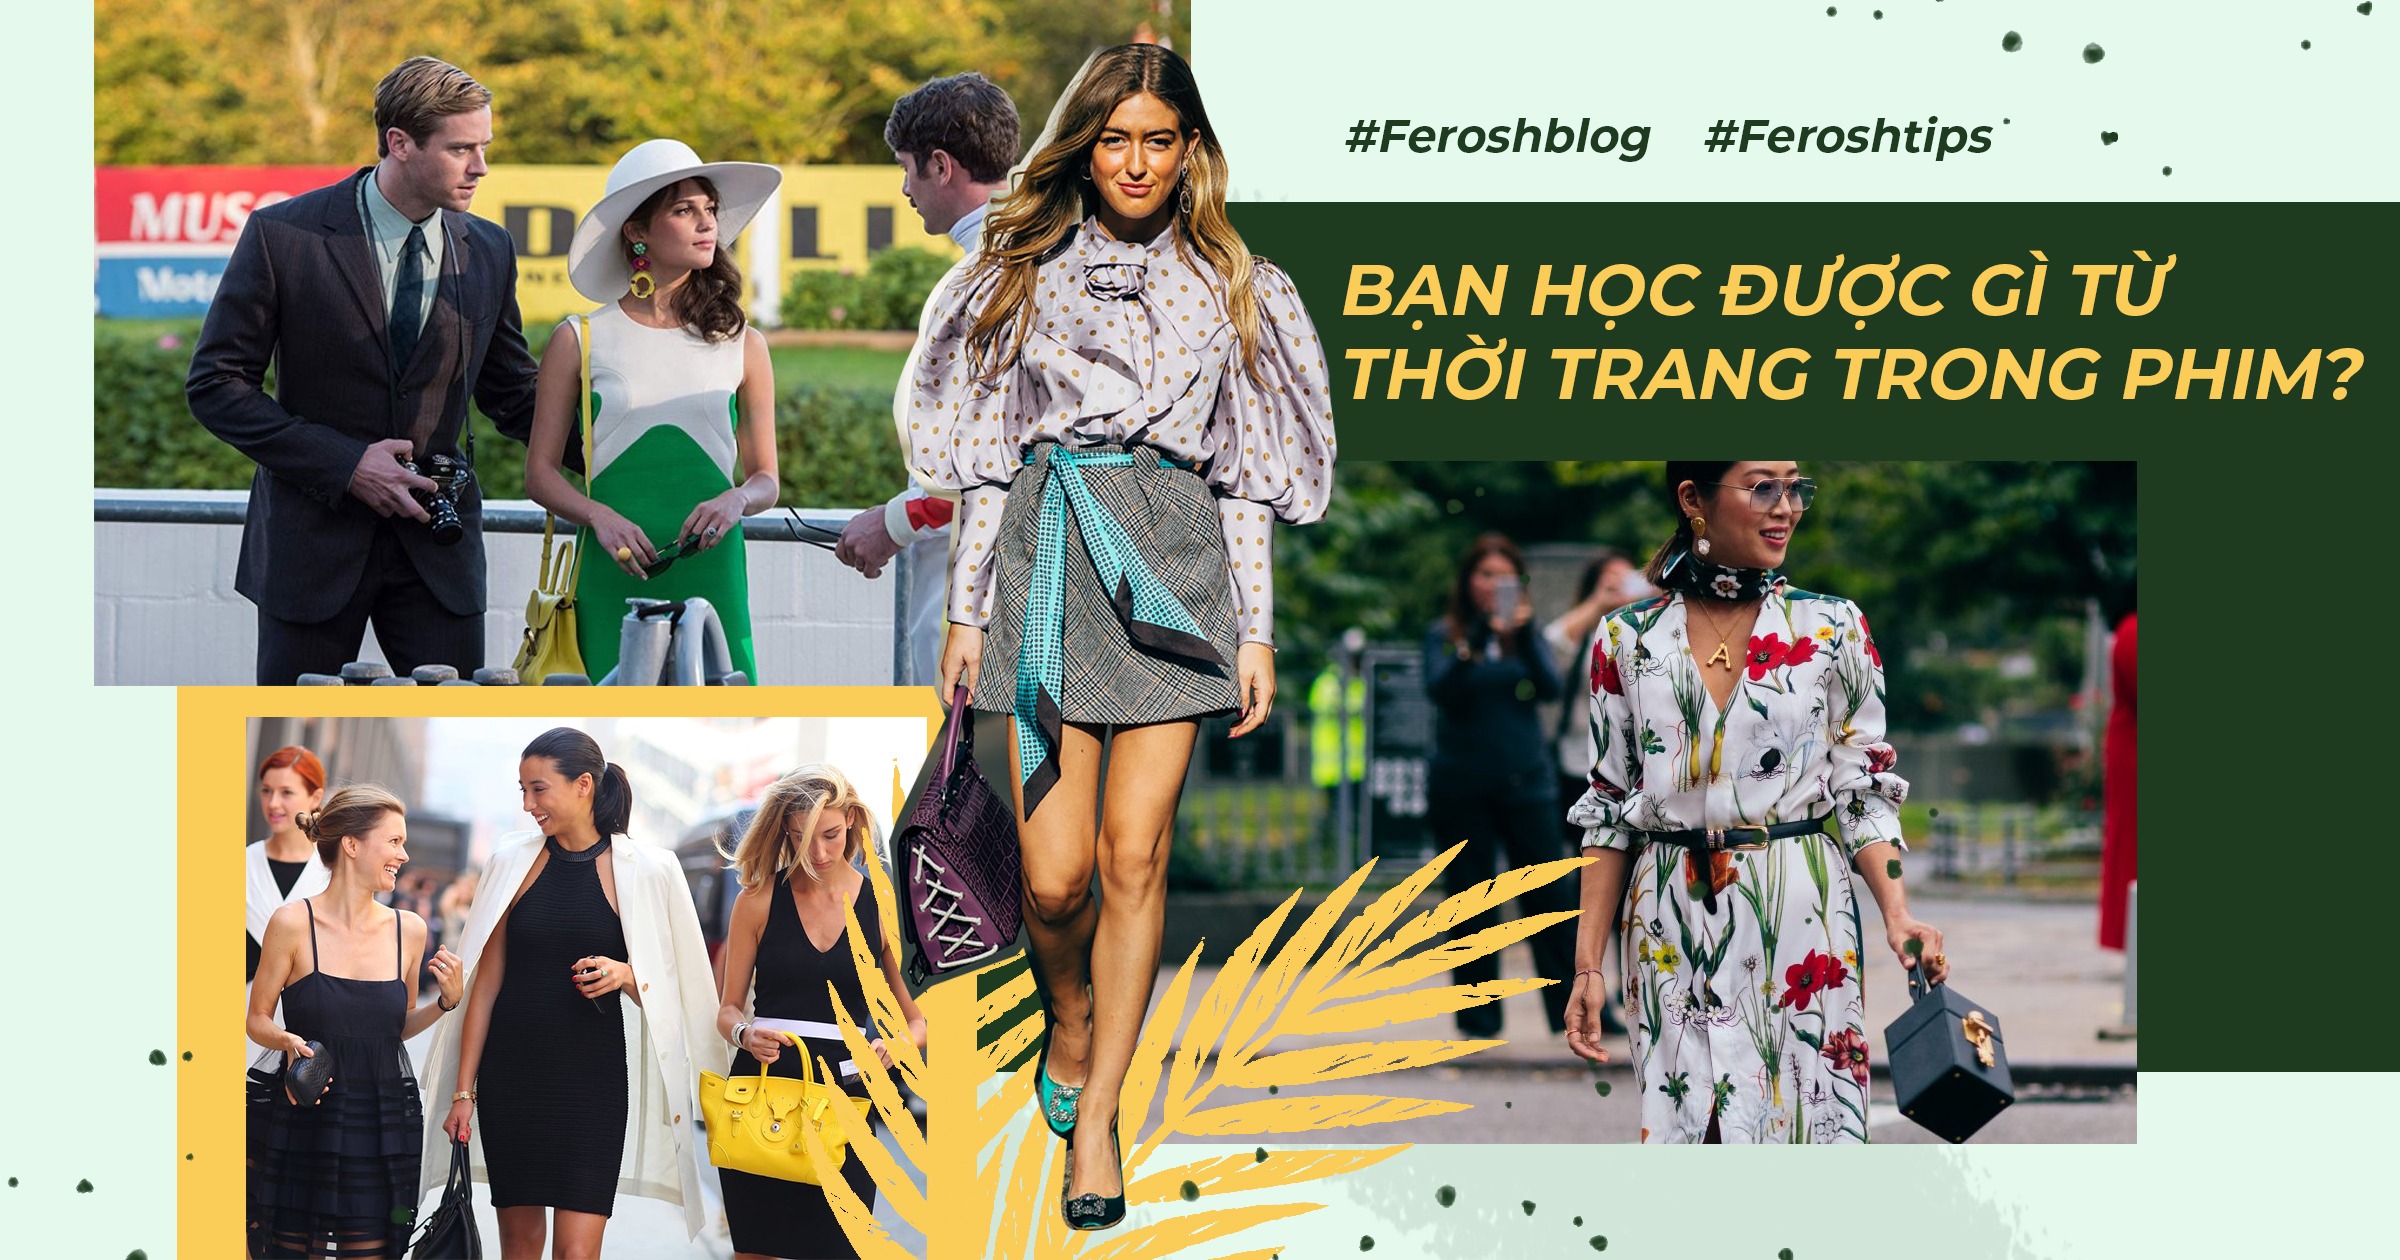 #Feroshblog #Feroshtips
BẠN HỌC ĐƯỢC GÌ TỪ
THỜI TRANG TRONG PHIM?
A